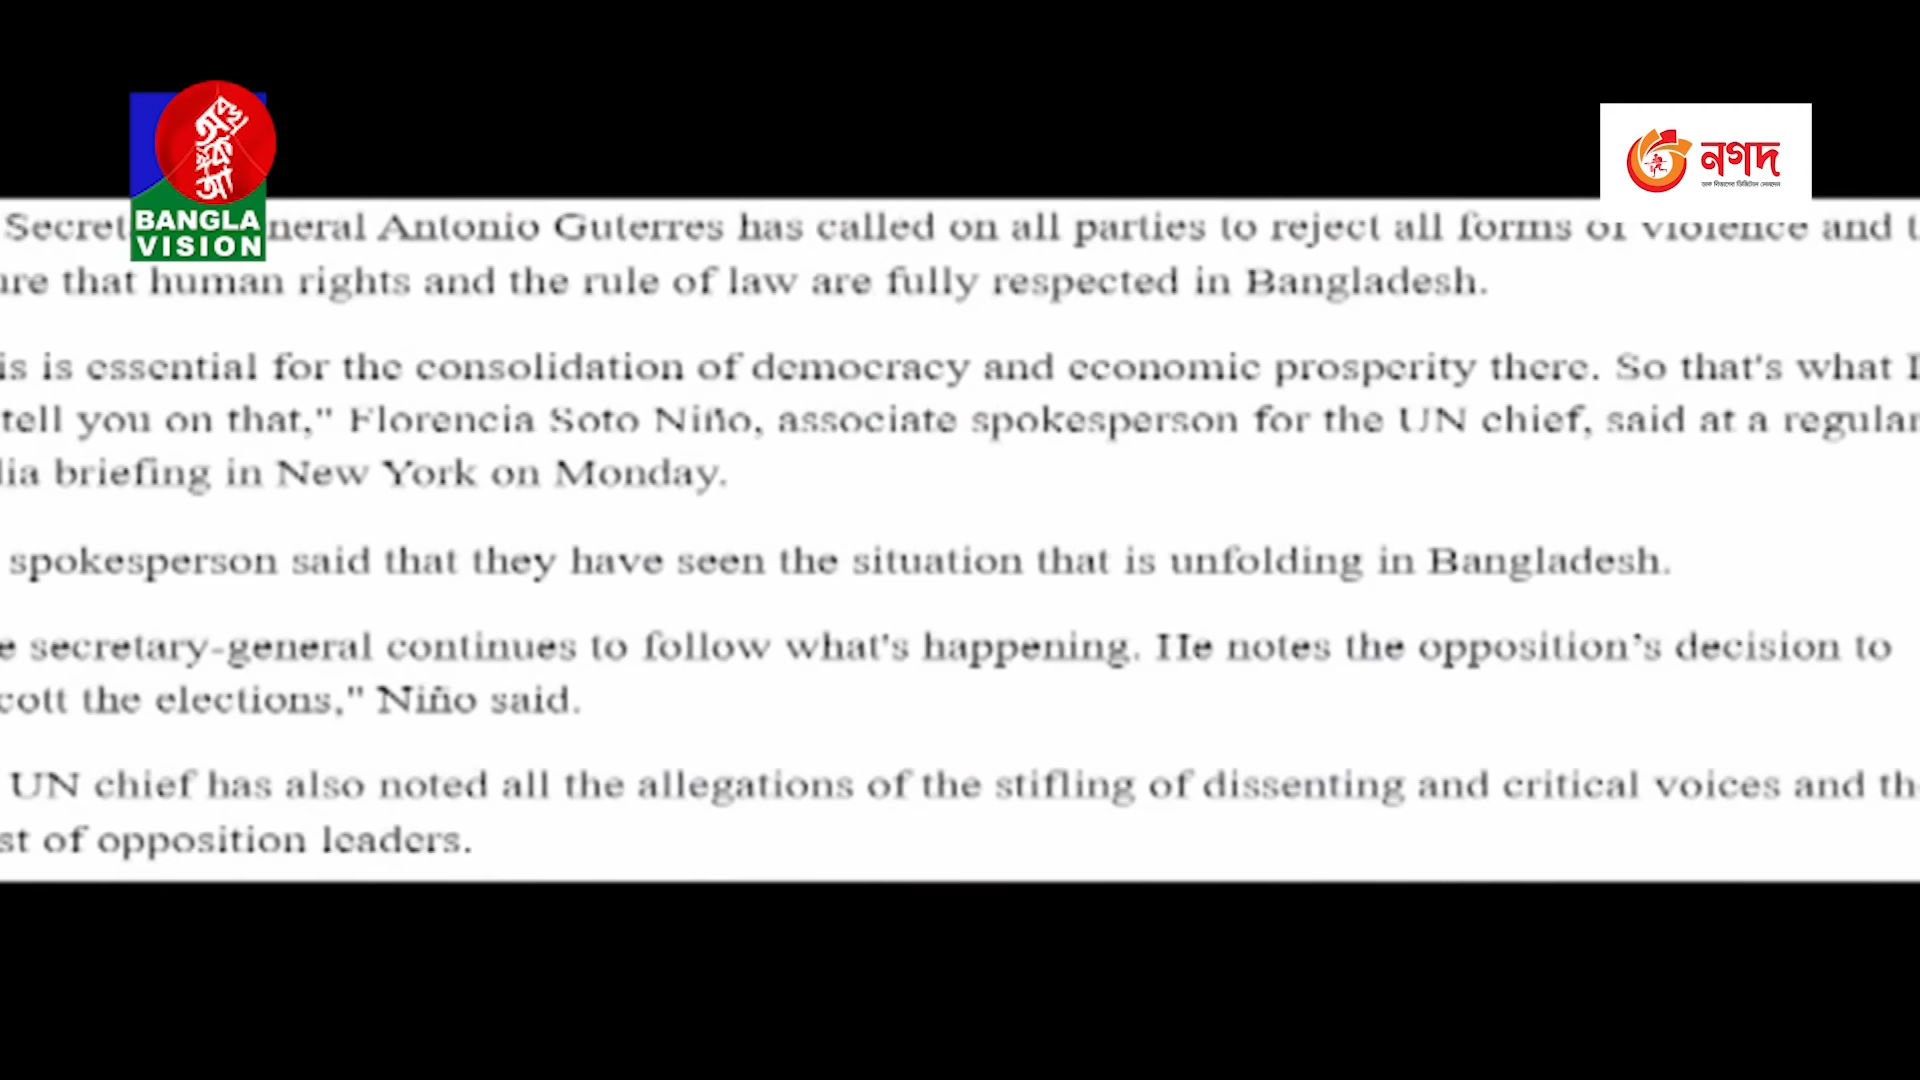 BANGLA
VISION
নগদ
Secret neral Antonio Guterres has called on all parties to reject all forms of violence and t
ure that human rights and the rule of law are fully respected in Bangladesh.
is is essential for the consolidation of democracy and economic prosperity there. So that's what I
tell you on that," Florencia Soto Niño, associate spokesperson for the UN chief, said at a regular
dia briefing in New York on Monday.
spokesperson said that they have seen the situation that is unfolding in Bangladesh.
e secretary-general continues to follow what's happening. He notes the opposition’s decision to
cott the elections," Niño said.
UN chief has also noted all the allegations of the stifling of dissenting and critical voices and th
st of opposition leaders.